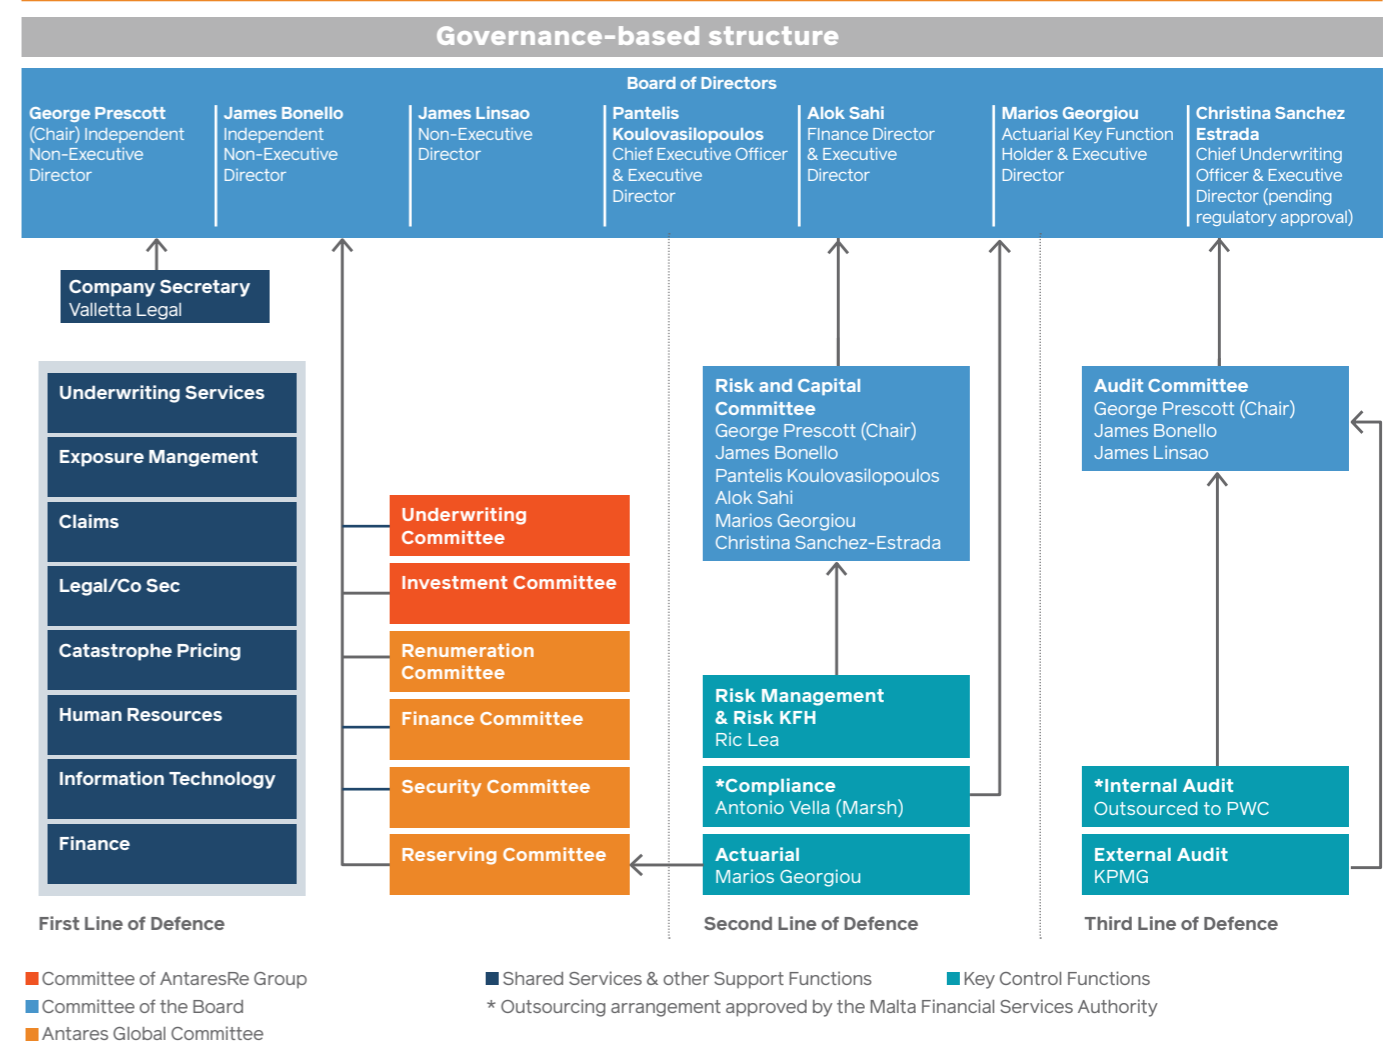 Governance-based structure
Board of Directors
George Prescott
(Chair) Independent
Non-Executive
Director
James Bonello
Independent
Non-Executive
Director
James Linsao
Non-Executive
Director
Pantelis
Koulovasilopoulos
Chief Executive Officer
& Executive
Director
Alok Sahi
FInance Director
& Executive
Director
Marios Georgiou
Actuarial Key Function
Holder & Executive
Director
Christina Sanchez
Estrada
Chief Underwriting
Officer & Executive
Director (pending
regulatory approval)
Company Secretary
Valletta Legal
Underwriting Services
Exposure Mangement
Claims
Legal/Co Sec
Catastrophe Pricing
Human Resources
Information Technology
Finance
First Line of Defence
Underwriting
Committee
Investment Committee
Renumeration
Committee
Finance Committee
Security Committee
Reserving Committee
Risk and Capital
Committee
George Prescott (Chair)
James Bonello
Pantelis Koulovasilopoulos
Alok Sahi
Marios Georgiou
Christina Sanchez-Estrada
Risk Management
& Risk KFH
Ric Lea
*Compliance
Antonio Vella (Marsh)
Actuarial
Marios Georgiou
Second Line of Defence
Audit Committee
George Prescott (Chair)
James Bonello
James Linsao
*Internal Audit
Outsourced to PWC
External Audit
KPMG
Third Line of Defence
Committee of AntaresRe Group
Committee of the Board
Antares Global Committee
Shared Services & other Support Functions
Key Control Functions
* Outsourcing arrangement approved by the Malta Financial Services Authority